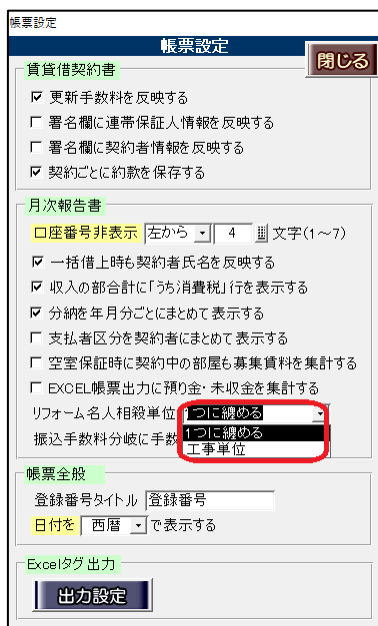 帳票設定
帳票設定
閉じる
賃貸借契約書
更新手数料を反映する
署名欄に連帯保証人情報を反映する
署名欄に契約者情報を反映する
契約ごとに約款を保存する
月次報告書
口座番号非表示 左から 4 文字(1～7)
一括借上時も契約者氏名を反映する
収入の部合計に「うち消費税」行を表示する
分納を年月分ごとにまとめて表示する
支払者区分を契約者にまとめて表示する
空室保証時に契約中の部屋も募集賃料を集計する
EXCEL帳票出力に預り金・未収金を集計する
リフォーム名人相殺単位 1つに纏める
1つに纏める
振込手数料分岐に手数 工事単位
帳票全般
登録番号タイトル 登録番号
日付を 西暦 で表示する
Excelタグ出力
出力設定